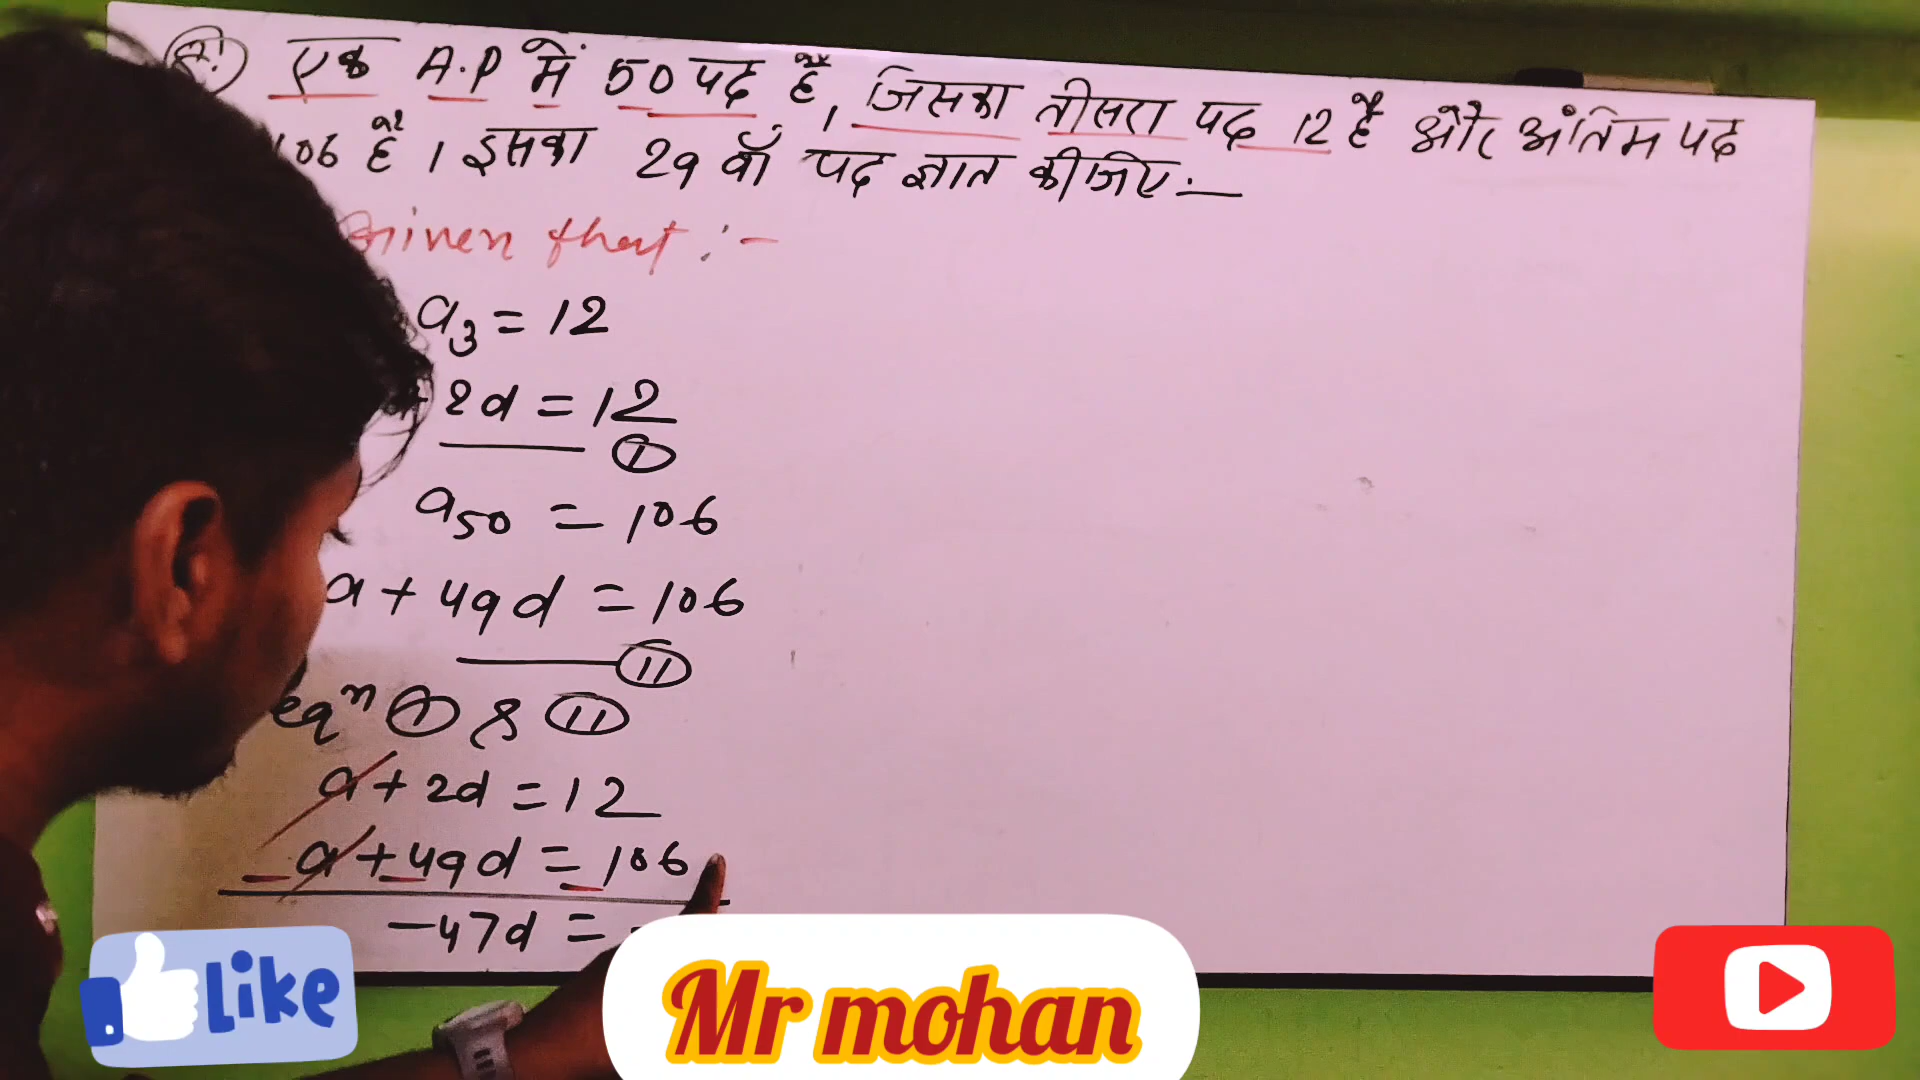 एक A.P में 50 पद हैं, जिसका तीसरा पद 12 है और अंतिम पद
106 है । इसका 29 वाँ पद ज्ञात कीजिए :—
Given that :-
a3 = 12
+ 2d = 12
I
a50 = 106
a + 49d = 106
II
eqn I & II
a + 2d = 12
a + 49d = 106
-47d = -
Like
Mr mohan